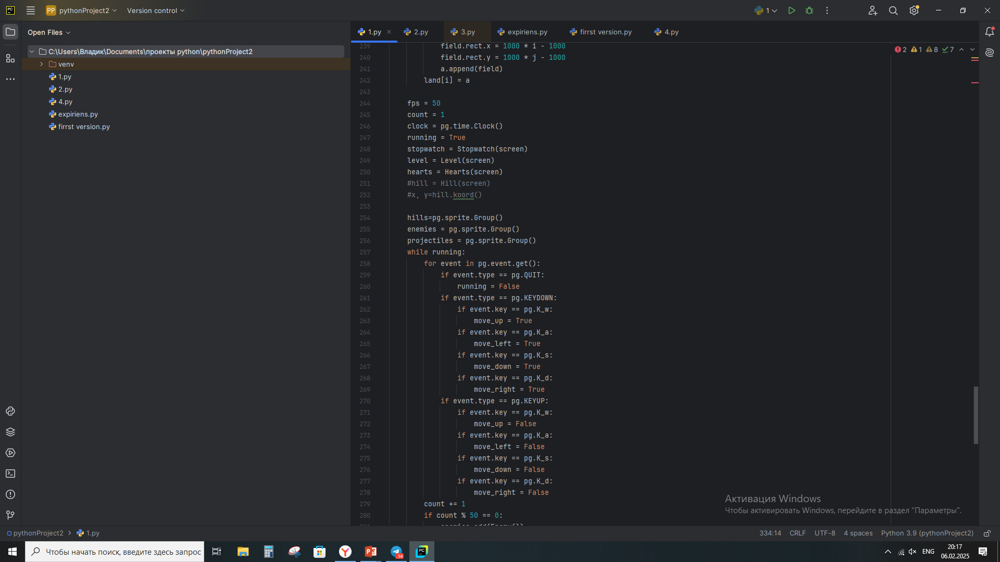 PC
PP pythonProject2
Version control
1
Open Files
1.py
2.py
3.py
expiriens.py
firrst version.py
4.py
C:\Users\Владик\Documents\проекты python\pythonProject2
venv
1.py
2.py
4.py
expiriens.py
firrst version.py
2 1 8 7
239 field.rect.x = 1000 * i - 1000
240 field.rect.y = 1000 * j - 1000
241 a.append(field)
242 land[i] = a
243
244 fps = 50
245 count = 1
246 clock = pg.time.Clock()
247 running = True
248 stopwatch = Stopwatch(screen)
249 level = Level(screen)
250 hearts = Hearts(screen)
251 #hill = Hill(screen)
252 #x, y=hill.koord()
253
254 hills=pg.sprite.Group()
255 enemies = pg.sprite.Group()
256 projectiles = pg.sprite.Group()
257 while running:
258 for event in pg.event.get():
259 if event.type == pg.QUIT:
260 running = False
261 if event.type == pg.KEYDOWN:
262 if event.key == pg.K_w:
263 move_up = True
264 if event.key == pg.K_a:
265 move_left = True
266 if event.key == pg.K_s:
267 move_down = True
268 if event.key == pg.K_d:
269 move_right = True
270 if event.type == pg.KEYUP:
271 if event.key == pg.K_w:
272 move_up = False
273 if event.key == pg.K_a:
274 move_left = False
275 if event.key == pg.K_s:
276 move_down = False
277 if event.key == pg.K_d:
278 move_right = False
279 count += 1
280 if count % 50 == 0:
Активация Windows
Чтобы активировать Windows, перейдите в раздел "Параметры".
pythonProject2 > 1.py
334:14 CRLF UTF-8 4 spaces Python 3.9 (pythonProject2)
Чтобы начать поиск, введите здесь запрос
ENG
20:17
06.02.2025